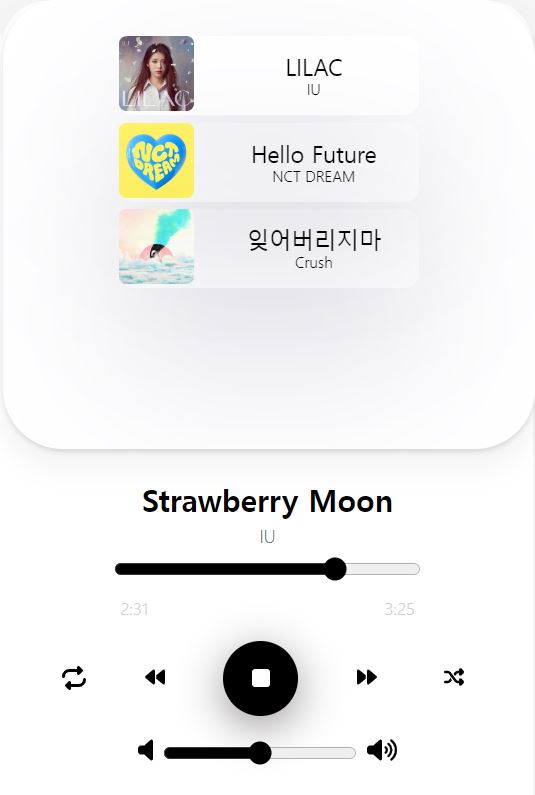 LILAC
LILAC
IU
NCT
DREAM
Hello Future
NCT DREAM
잊어버리지마
Crush
Strawberry Moon
IU
2:31
3:25